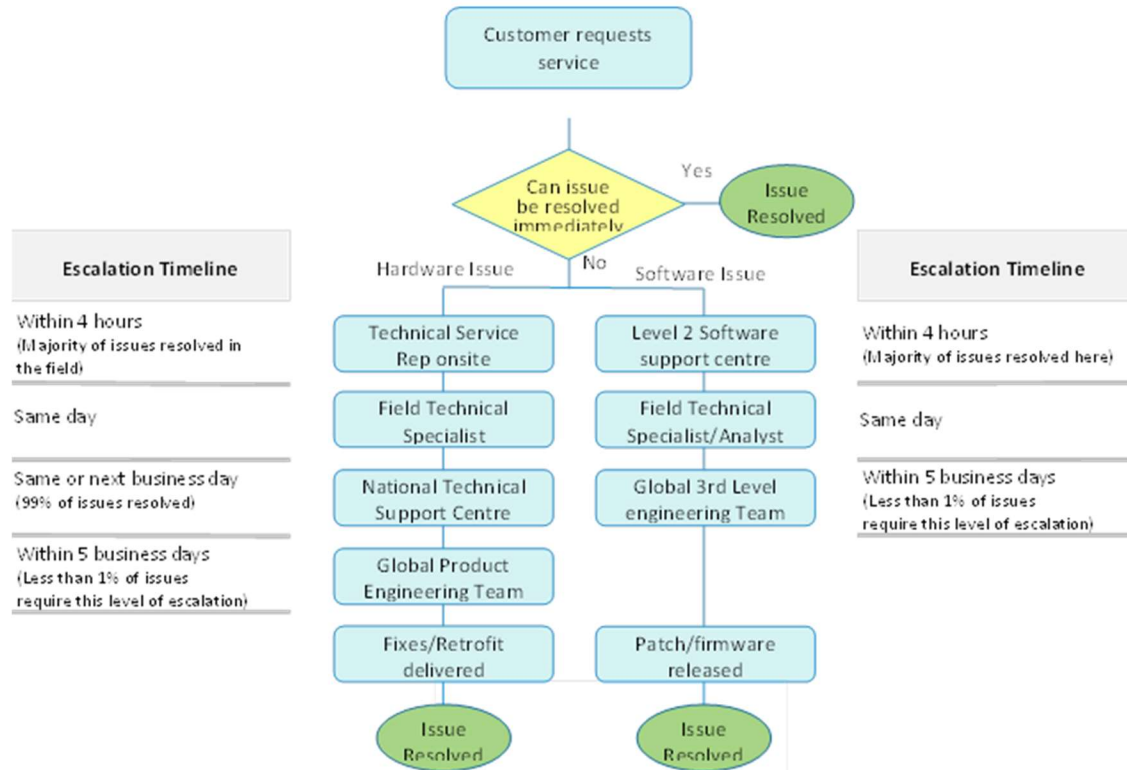 Customer requests
service
Can issue
be resolved
immediately
Yes
Issue
Resolved
No
Hardware Issue
Software Issue
Escalation Timeline
Within 4 hours
(Majority of issues resolved in
the field)
Same day
Same or next business day
(99% of issues resolved)
Within 5 business days
(Less than 1% of issues
require this level of escalation)
Technical Service
Rep onsite
Field Technical
Specialist
National Technical
Support Centre
Global Product
Engineering Team
Fixes/Retrofit
delivered
Issue
Resolved
Level 2 Software
support centre
Field Technical
Specialist/Analyst
Global 3rd Level
engineering Team
Patch/firmware
released
Issue
Resolved
Escalation Timeline
Within 4 hours
(Majority of issues resolved here)
Same day
Within 5 business days
(Less than 1% of issues
require this level of escalation)